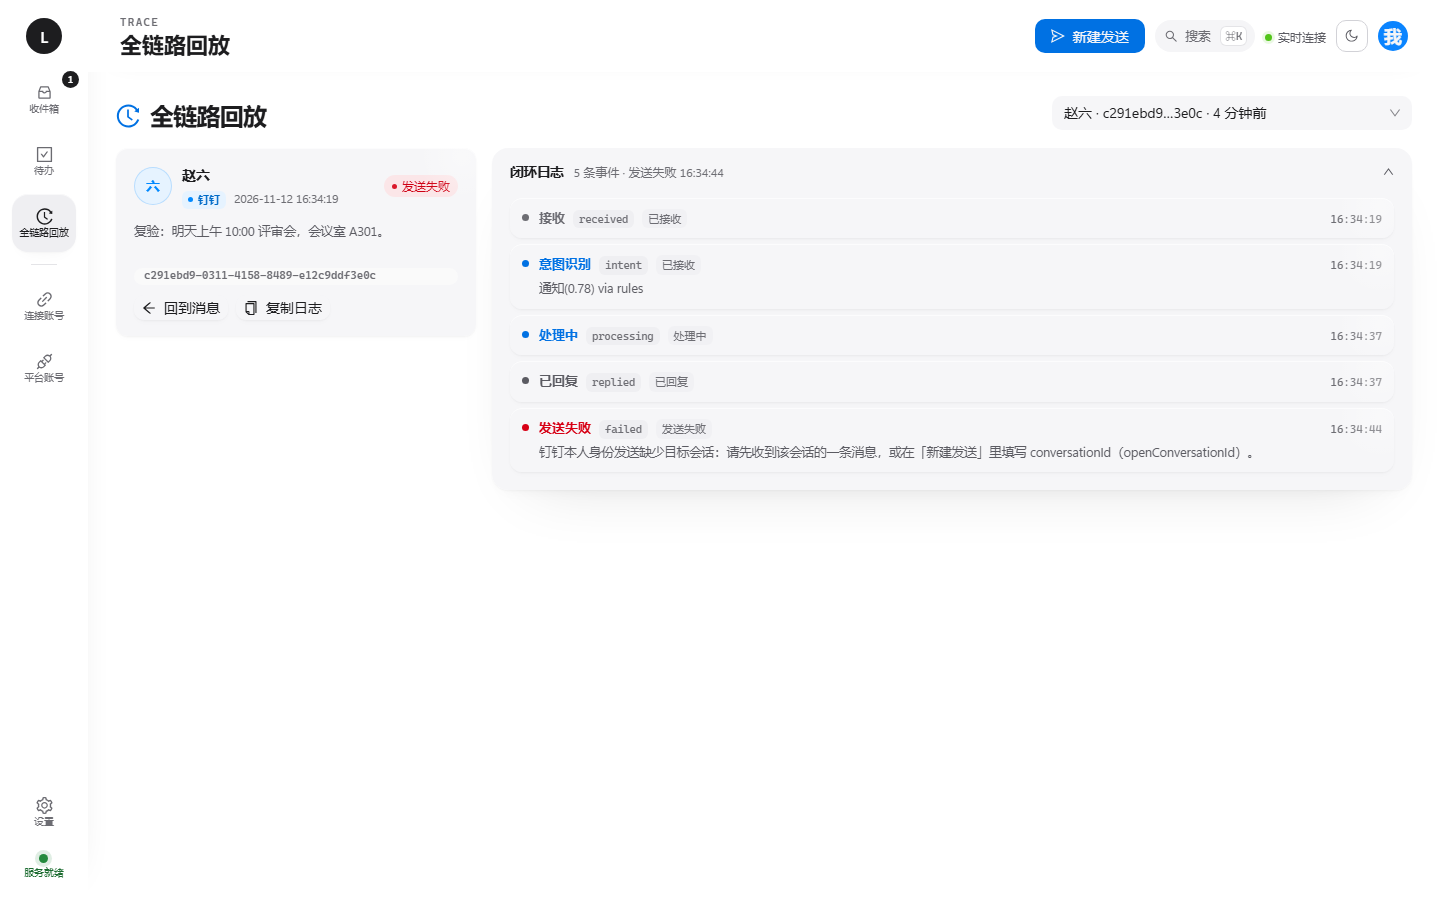 L
1
收件箱
待办
全链路回放
连接账号
平台账号
设置
服务就绪
TRACE
全链路回放
新建发送
搜索 ⌘K
实时连接
我
全链路回放
赵六 · c291ebd9...3e0c · 4 分钟前
六
赵六
钉钉 2026-11-12 16:34:19
发送失败
复验：明天上午 10:00 评审会，会议室 A301。
c291ebd9-0311-4158-8489-e12c9ddf3e0c
回到消息 复制日志
闭环日志 5 条事件 · 发送失败 16:34:44
接收 received 已接收 16:34:19
意图识别 intent 已接收 16:34:19
通知(0.78) via rules
处理中 processing 处理中 16:34:37
已回复 replied 已回复 16:34:37
发送失败 failed 发送失败 16:34:44
钉钉本人身份发送缺少目标会话：请先收到该会话的一条消息，或在「新建发送」里填写 conversationId（openConversationId）。